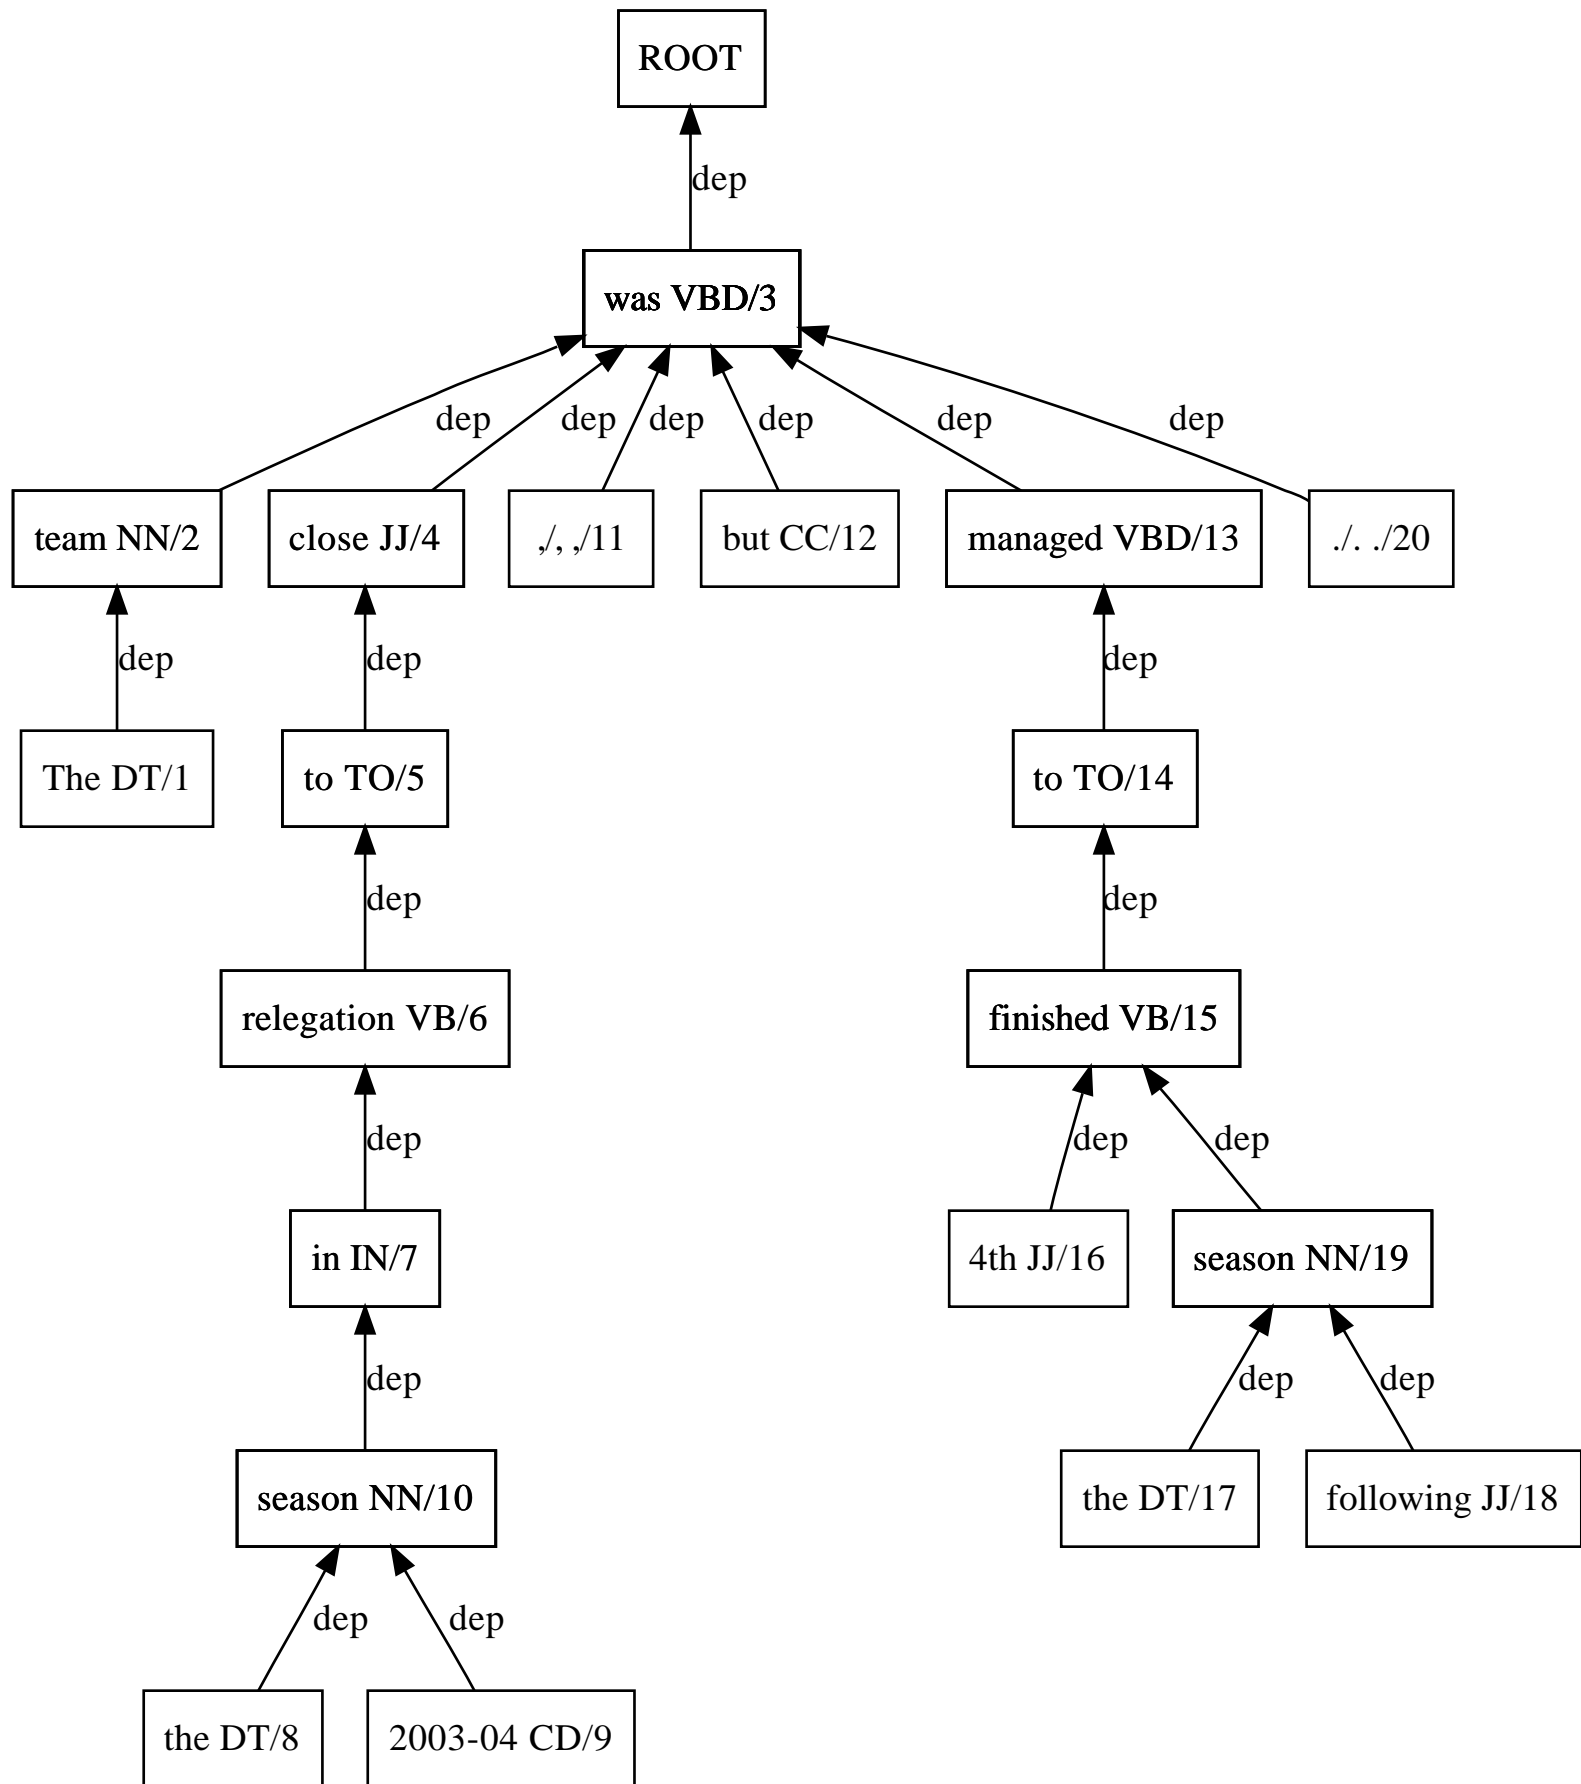 ROOT
dep
was VBD/3
dep dep dep dep dep dep
team NN/2 close JJ/4 ,/, ,/11 but CC/12 managed VBD/13 ./. ./20
dep dep dep
The DT/1 to TO/5 to TO/14
dep dep
relegation VB/6 finished VB/15
dep dep dep
in IN/7 4th JJ/16 season NN/19
dep dep dep
season NN/10 the DT/17 following JJ/18
dep dep
the DT/8 2003-04 CD/9